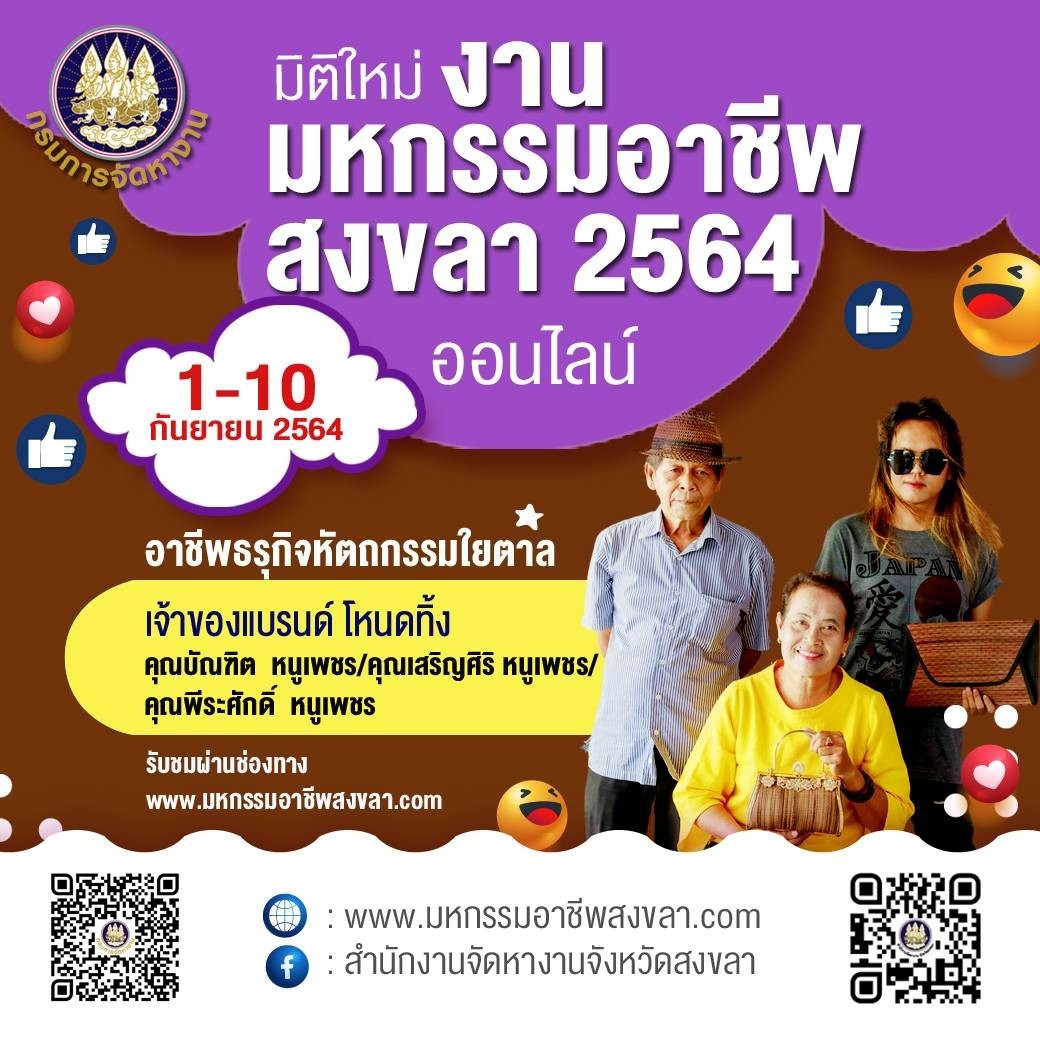 กรมการจัดหางาน
มิติใหม่ งาน
มหกรรมอาชีพ
สงขลา 2564
ออนไลน์
1-10
กันยายน 2564
อาชีพธรุกิจหัตถกรรมใยตาล
เจ้าของแบรนด์ โหนดทิ้ง
คุณบัณฑิต หนูเพชร/คุณเสริญศิริ หนูเพชร/
คุณพีระศักดิ์ หนูเพชร
รับชมผ่านช่องทาง
www.มหกรรมอาชีพสงขลา.com
JAPAN
愛
: www.มหกรรมอาชีพสงขลา.com
: สำนักงานจัดหางานจังหวัดสงขลา